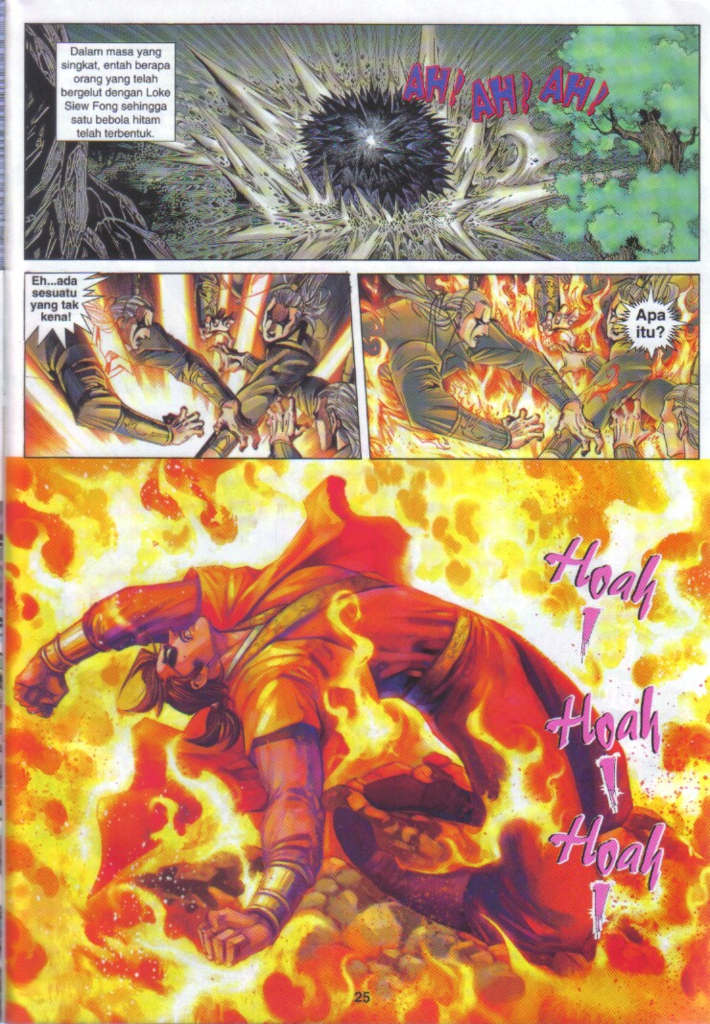 Dalam masa yang
singkat, entah berapa
orang yang telah
bergelut dengan Loke
Siew Fong sehingga
satu bebola hitam
telah terbentuk.
AH! AH! AH!
Eh...ada
sesuatu
yang tak
kena!
Apa
itu?
Hoah
!
Hoah
!
Hoah
!
25